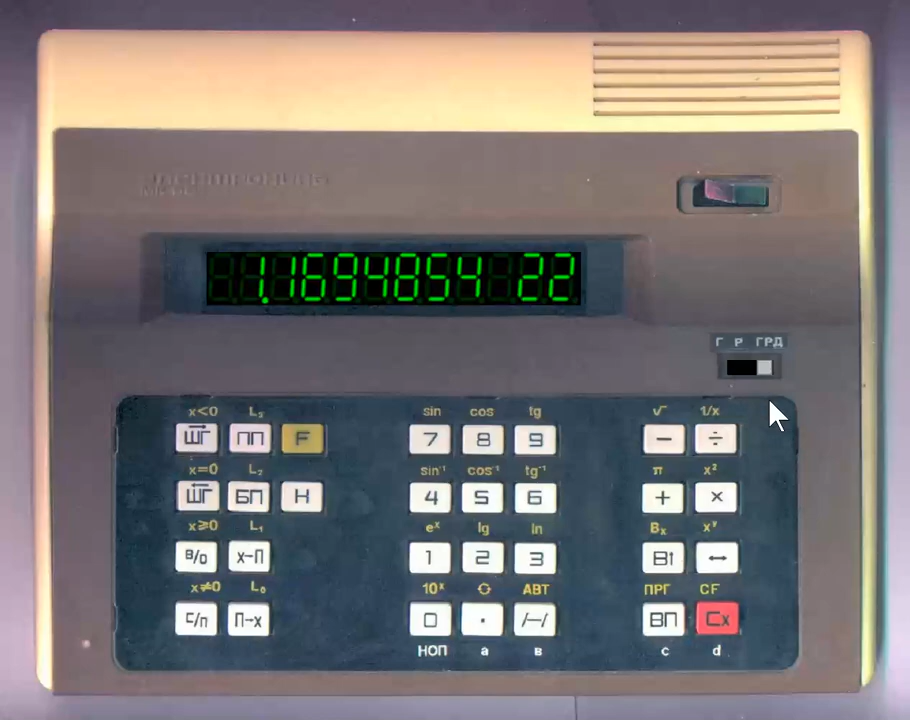 1.1694854 22
Г Р ГРД
x<0 L₃ sin cos tg √ 1/x
ШГ ПП F 7 8 9 − ÷
x=0 L₂ sin⁻¹ cos⁻¹ tg⁻¹ π x²
ШГ БП К 4 5 6 + ×
x⩾0 L₁ eˣ lg ln Bx xʸ
В/О х→П 1 2 3 В↑ ↔
x≠0 L₀ 10ˣ АВТ ПРГ CF
С/п П→х 0 · /−/ ВП Сх
НОП а в с d